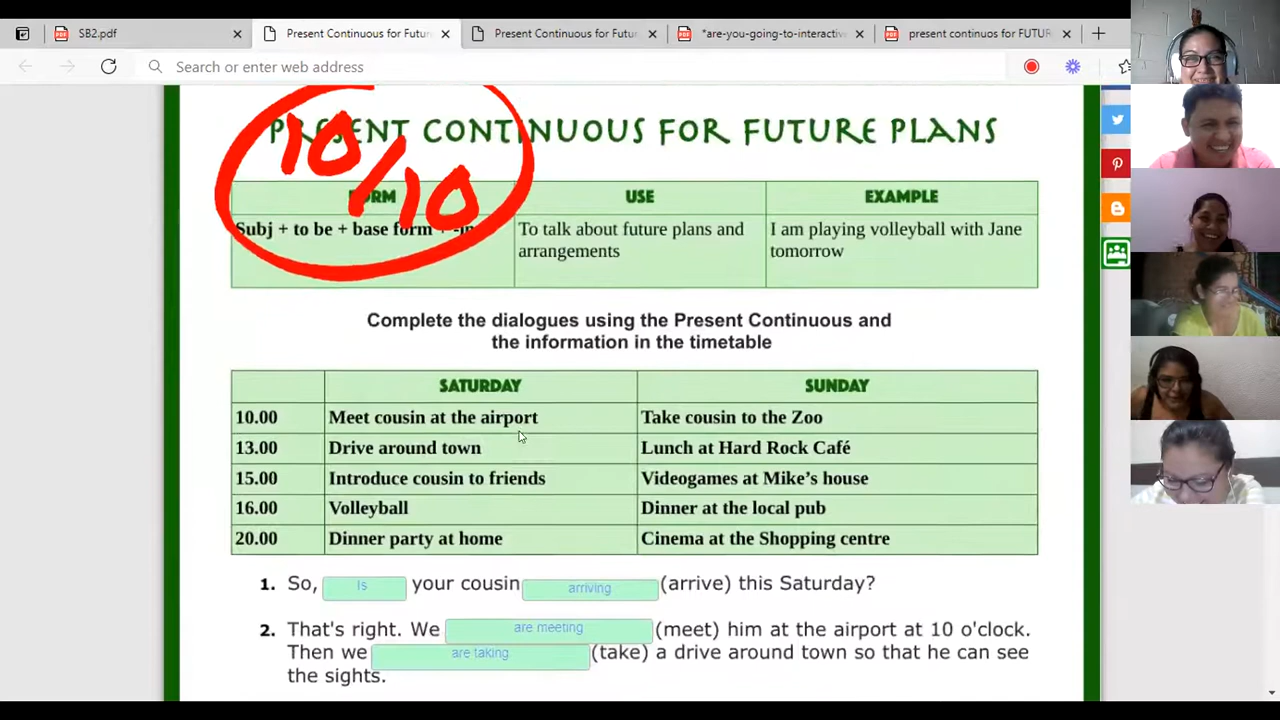 SB2.pdf
Present Continuous for Futur
Present Continuous for Futur
*are-you-going-to-interactive
present continuos for FUTUR
Search or enter web address
PRESENT CONTINUOUS FOR FUTURE PLANS
10/10
FORM USE EXAMPLE
Subj + to be + base form + -in To talk about future plans and I am playing volleyball with Jane
arrangements tomorrow
Complete the dialogues using the Present Continuous and
the information in the timetable
SATURDAY SUNDAY
10.00 Meet cousin at the airport Take cousin to the Zoo
13.00 Drive around town Lunch at Hard Rock Café
15.00 Introduce cousin to friends Videogames at Mike's house
16.00 Volleyball Dinner at the local pub
20.00 Dinner party at home Cinema at the Shopping centre
1. So, Is your cousin arriving (arrive) this Saturday?
2. That's right. We are meeting (meet) him at the airport at 10 o'clock.
Then we are taking (take) a drive around town so that he can see
the sights.